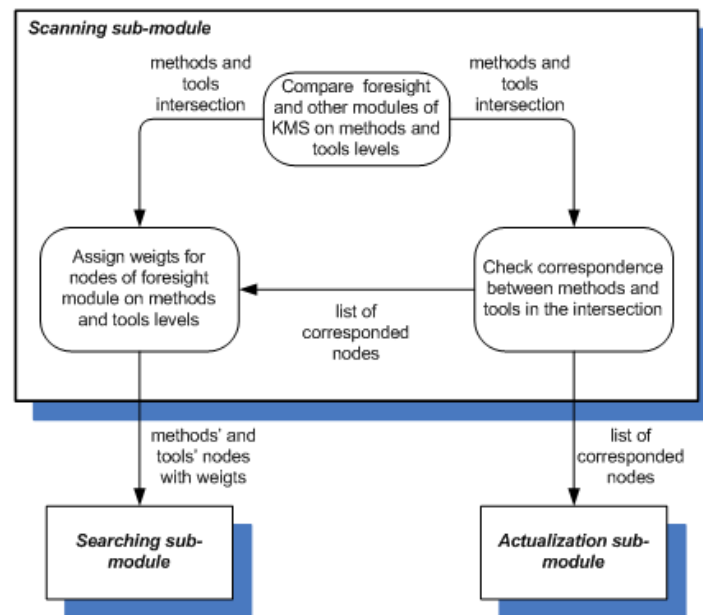 Scanning sub-module
methods and
tools
intersection
Compare foresight
and other modules of
KMS on methods and
tools levels
methods and
tools
intersection
Assign weigts for
nodes of foresight
module on methods
and tools levels
list of
corresponded
nodes
Check correspondence
between methods and
tools in the intersection
methods' and
tools' nodes
with weigts
list of
corresponded
nodes
Searching sub-
module
Actualization sub-
module